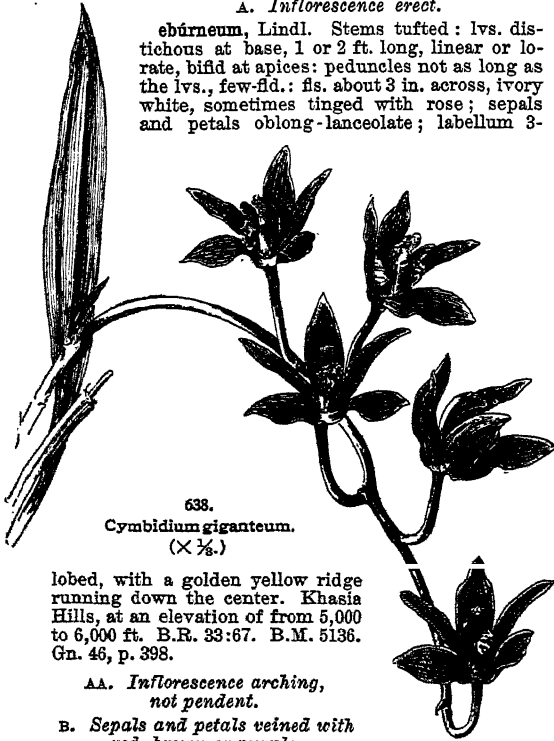 A. Inflorescence erect.
ebúrneum, Lindl. Stems tufted: lvs. dis-
tichous at base, 1 or 2 ft. long, linear or lo-
rate, bifid at apices: peduncles not as long as
the lvs., few-fld.: fls. about 3 in. across, ivory
white, sometimes tinged with rose; sepals
and petals oblong-lanceolate; labellum 3-
638.
Cymbidium giganteum.
(× ⅛.)
lobed, with a golden yellow ridge
running down the center. Khasia
Hills, at an elevation of from 5,000
to 6,000 ft. B.R. 33:67. B.M. 5136.
Gn. 46, p. 398.
AA. Inflorescence arching,
not pendent.
B. Sepals and petals veined with